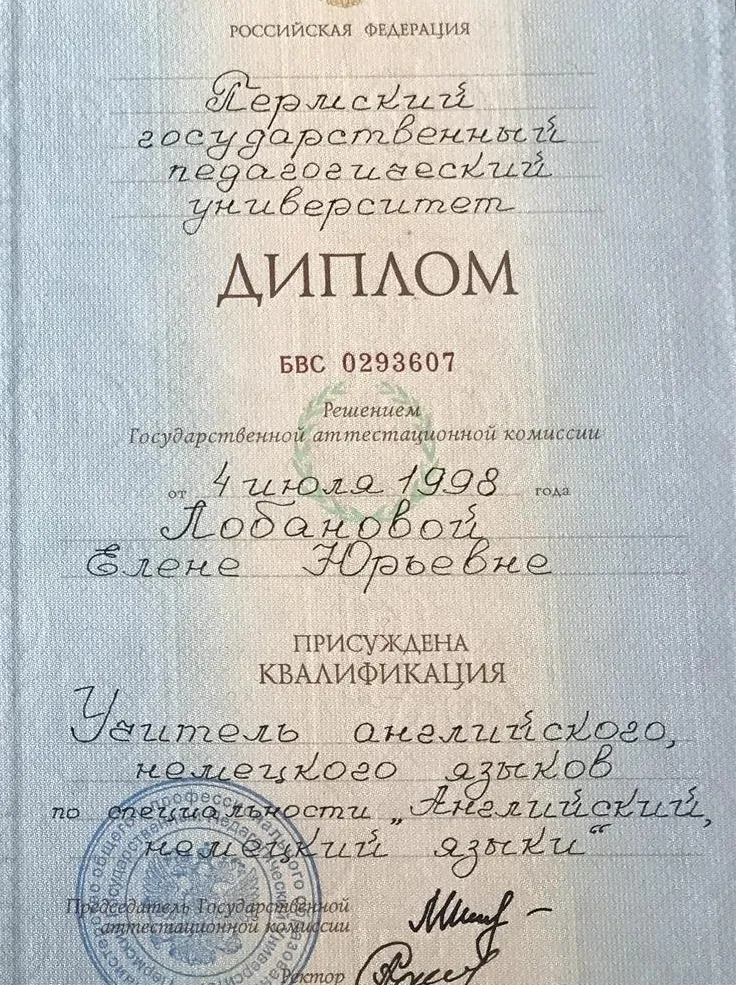 РОССИЙСКАЯ ФЕДЕРАЦИЯ
Пермский
государственный
педагогический
университет
ДИПЛОМ
БВС 0293607
Решением
Государственной аттестационной комиссии
от 4 июля 1998 года
Лобановой
Елене Юрьевне
ПРИСУЖДЕНА
КВАЛИФИКАЦИЯ
Учитель английского,
немецкого языков
по специальности „Английский,
немецкий языки“
Председатель Государственной
аттестационной комиссии
Ректор